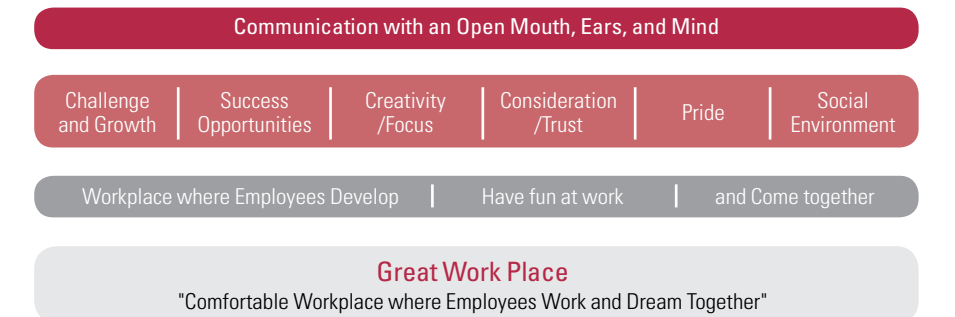 Communication with an Open Mouth, Ears, and Mind
Challenge
and Growth
Success
Opportunities
Creativity
/Focus
Consideration
/Trust
Pride
Social
Environment
Workplace where Employees Develop
Have fun at work
and Come together
Great Work Place
"Comfortable Workplace where Employees Work and Dream Together"